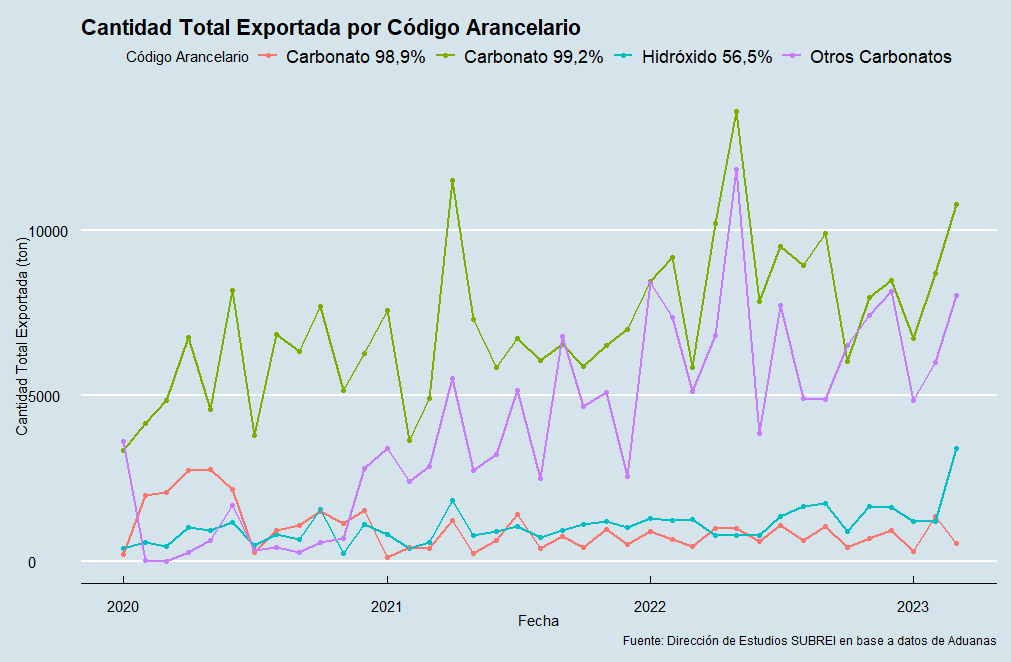 Cantidad Total Exportada por Código Arancelario
Código Arancelario Carbonato 98,9% Carbonato 99,2% Hidróxido 56,5% Otros Carbonatos
Cantidad Total Exportada (ton)
10000
5000
0
2020 2021 2022 2023
Fecha
Fuente: Dirección de Estudios SUBREI en base a datos de Aduanas